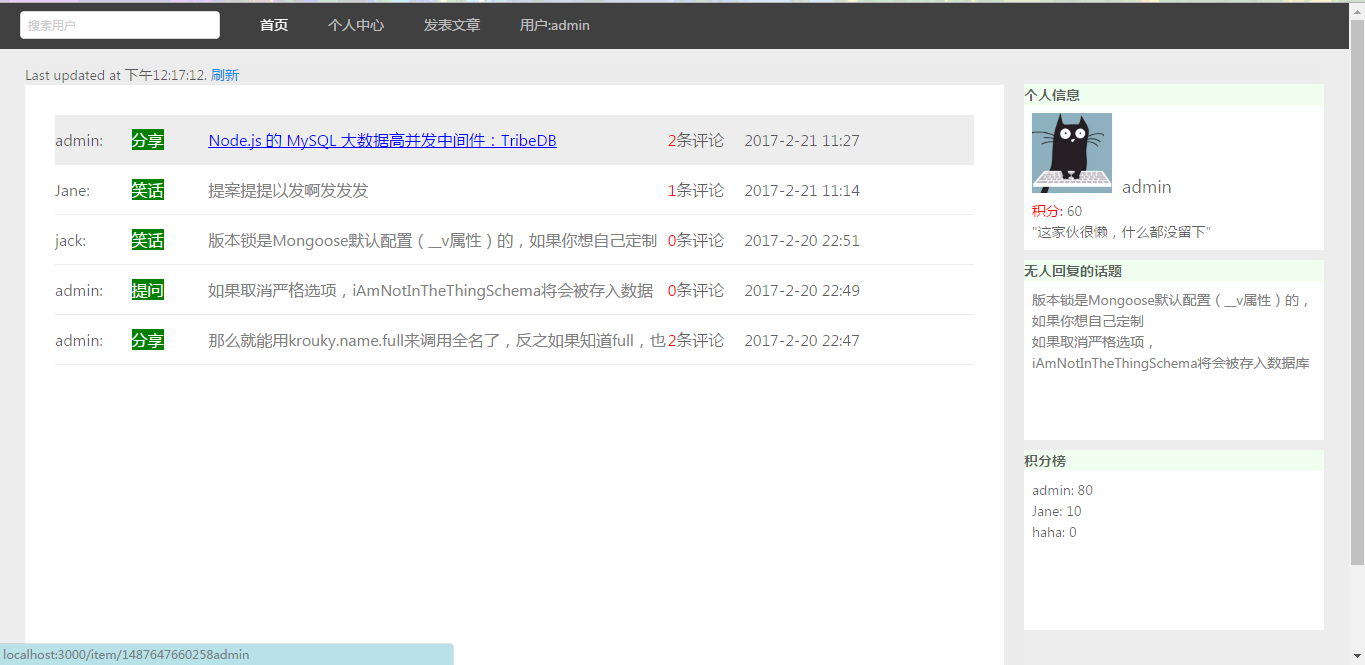 搜索用户 首页 个人中心 发表文章 用户:admin
Last updated at 下午12:17:12. 刷新
admin: 分享 Node.js 的 MySQL 大数据高并发中间件：TribeDB 2条评论 2017-2-21 11:27
Jane: 笑话 提案提提以发啊发发发 1条评论 2017-2-21 11:14
jack: 笑话 版本锁是Mongoose默认配置（__v属性）的，如果你想自己定制 0条评论 2017-2-20 22:51
admin: 提问 如果取消严格选项，iAmNotInTheThingSchema将会被存入数据 0条评论 2017-2-20 22:49
admin: 分享 那么就能用krouky.name.full来调用全名了，反之如果知道full，也 2条评论 2017-2-20 22:47
个人信息
admin
积分: 60
"这家伙很懒，什么都没留下"
无人回复的话题
版本锁是Mongoose默认配置（__v属性）的，
如果你想自己定制
如果取消严格选项，
iAmNotInTheThingSchema将会被存入数据库
积分榜
admin: 80
Jane: 10
haha: 0
localhost:3000/item/1487647660258admin